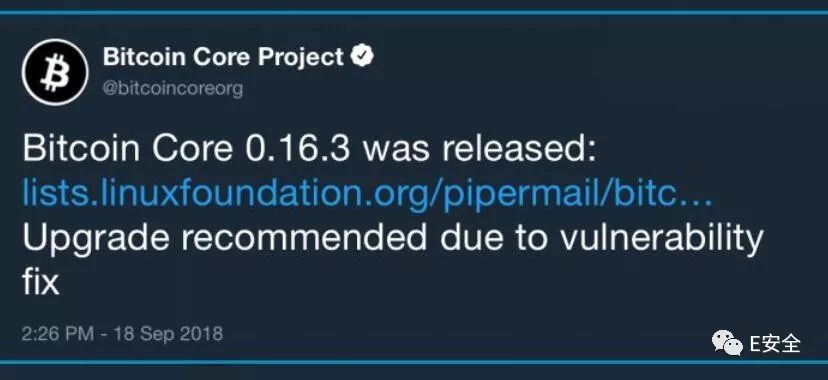 Bitcoin Core Project
@bitcoincoreorg
Bitcoin Core 0.16.3 was released:
lists.linuxfoundation.org/pipermail/bitc...
Upgrade recommended due to vulnerability
fix
2:26 PM - 18 Sep 2018
E安全